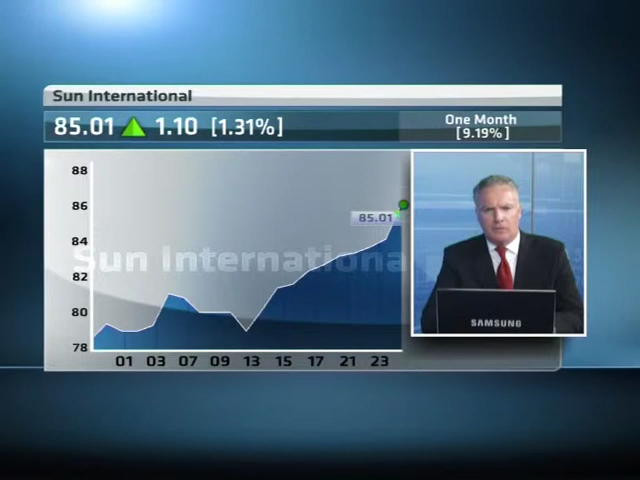 Sun International
85.01 1.10 [1.31%]
One Month
[9.19%]
88
86
84
82
80
78
85.01
Sun Internationa
01 03 07 09 13 15 17 21 23
SAMSUNG